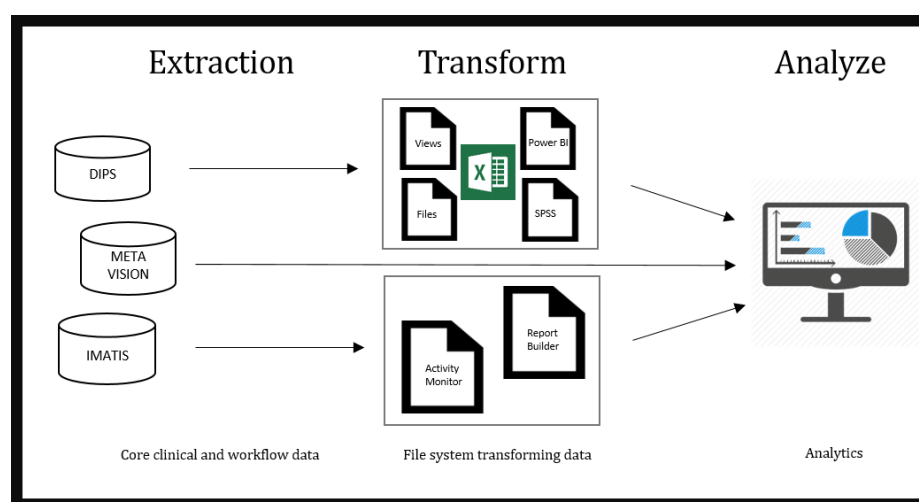 Extraction
Transform
Analyze
DIPS
META
VISION
IMATIS
Views
Power BI
X
Files
SPSS
Activity
Monitor
Report
Builder
Core clinical and workflow data
File system transforming data
Analytics